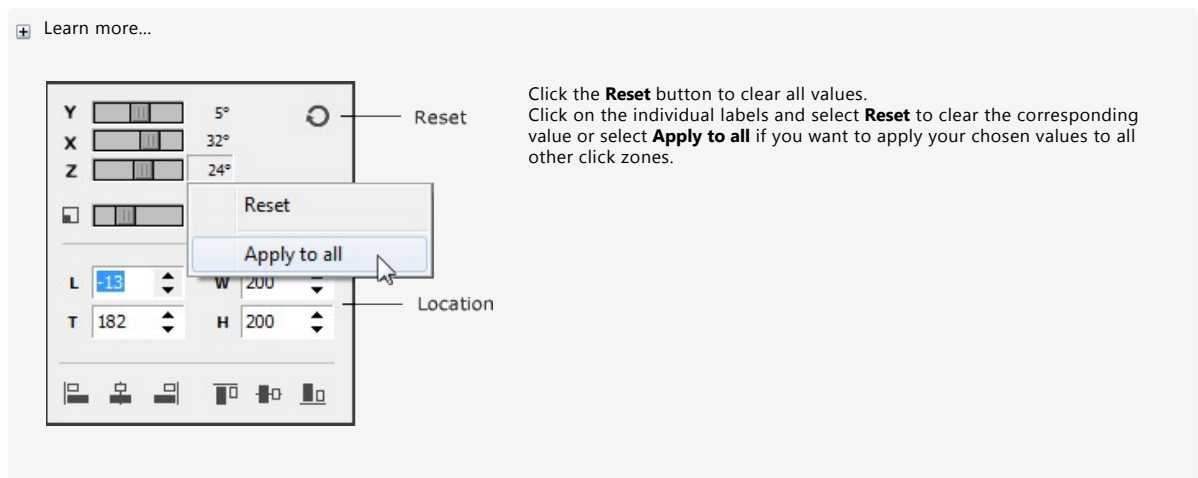 Learn more...
Y 5° Reset
X 32°
Z 24°
Reset
Apply to all
L -13 W 200
Location
T 182 H 200
Click the Reset button to clear all values.
Click on the individual labels and select Reset to clear the corresponding
value or select Apply to all if you want to apply your chosen values to all
other click zones.